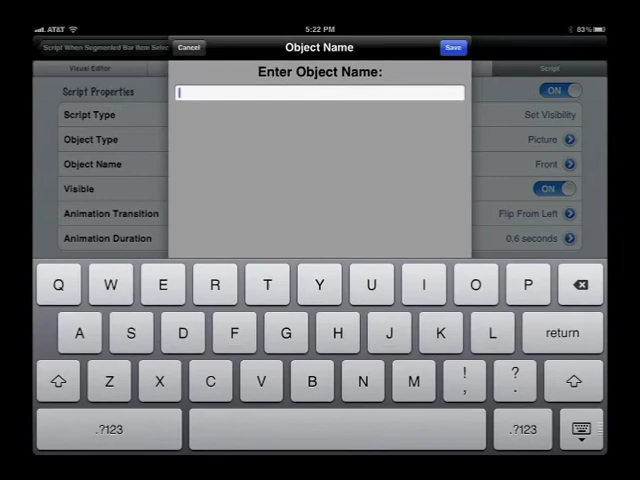 AT&T
5:22 PM
83%
Script When Segmented Bar Item Selec
Cancel
Object Name
Save
Visual Editor
Script
Enter Object Name:
Script Properties
ON
Script Type
Set Visibility
Object Type
Picture
Object Name
Front
Visible
ON
Animation Transition
Flip From Left
Animation Duration
0.6 seconds
Q W E R T Y U I O P
A S D F G H J K L return
Z X C V B N M ! , ? .
.?123 .?123